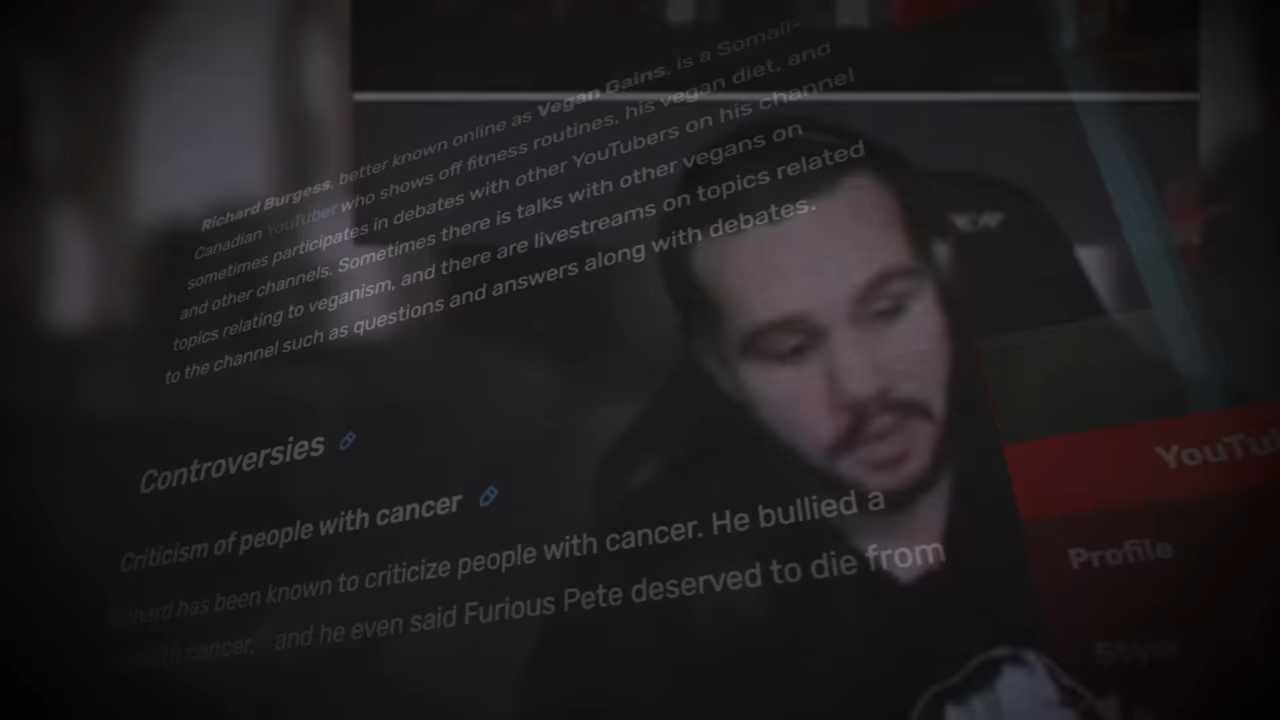 Richard Burgess, better known online as Vegan Gains, is a Somali-
Canadian YouTuber who shows off fitness routines, his vegan diet, and
sometimes participates in debates with other YouTubers on his channel
and other channels. Sometimes there is talks with other vegans on
topics relating to veganism, and there are livestreams on topics related
to the channel such as questions and answers along with debates.
Controversies
Criticism of people with cancer
Richard has been known to criticize people with cancer. He bullied a
cancer, and he even said Furious Pete deserved to die from
YouTu
Profile
Style